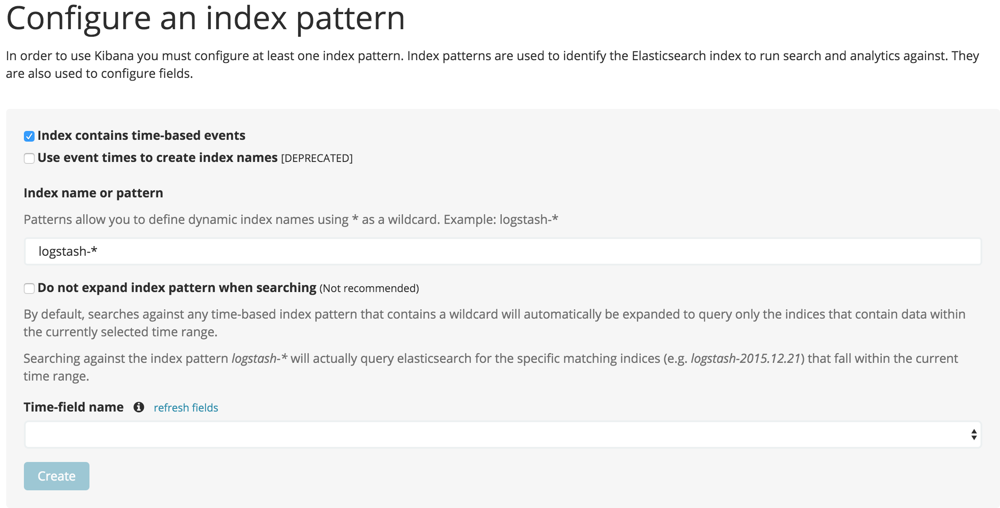 Configure an index pattern
In order to use Kibana you must configure at least one index pattern. Index patterns are used to identify the Elasticsearch index to run search and analytics against. They
are also used to configure fields.
Index contains time-based events
Use event times to create index names [DEPRECATED]
Index name or pattern
Patterns allow you to define dynamic index names using * as a wildcard. Example: logstash-*
logstash-*
Do not expand index pattern when searching (Not recommended)
By default, searches against any time-based index pattern that contains a wildcard will automatically be expanded to query only the indices that contain data within
the currently selected time range.
Searching against the index pattern logstash-* will actually query elasticsearch for the specific matching indices (e.g. logstash-2015.12.21) that fall within the current
time range.
Time-field name refresh fields
Create